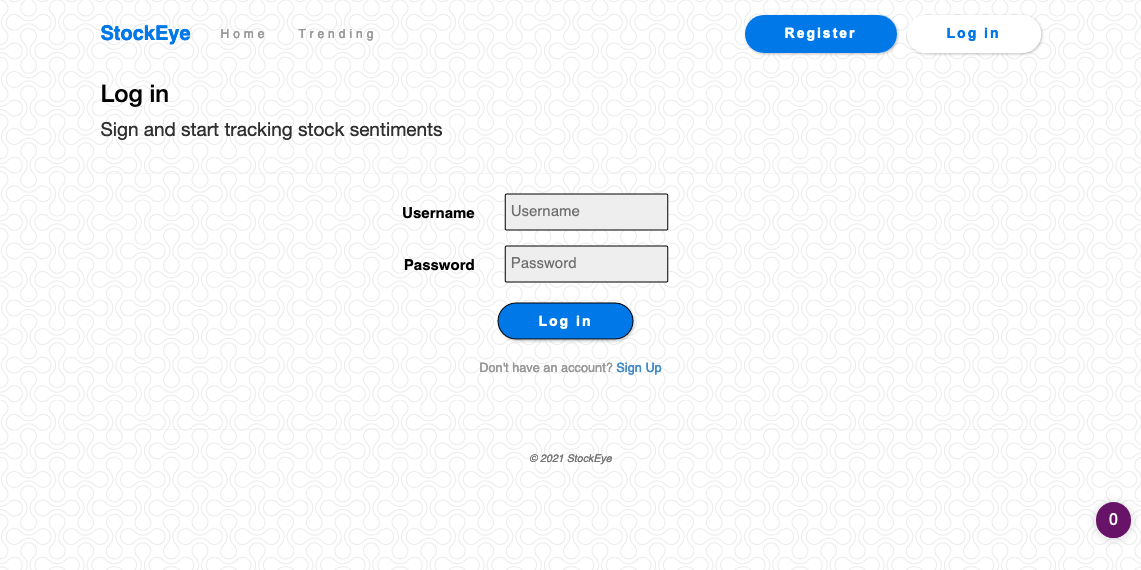 StockEye Home Trending Register Log in
Log in
Sign and start tracking stock sentiments
Username Username
Password Password
Log in
Don't have an account? Sign Up
© 2021 StockEye
0